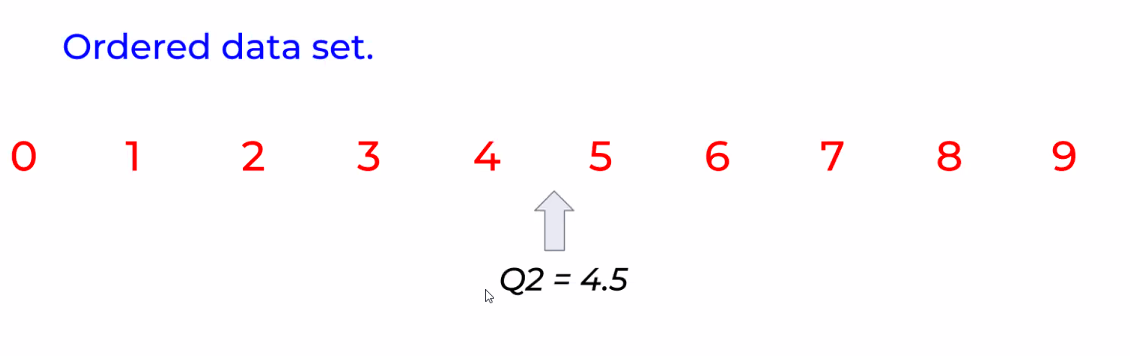 Ordered data set.
0 1 2 3 4 5 6 7 8 9
Q2 = 4.5